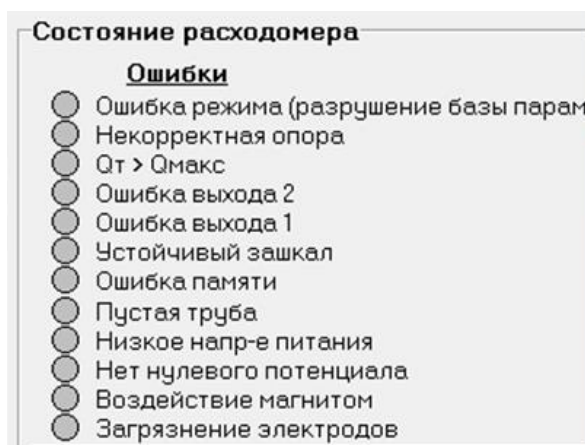 Состояние расходомера
Ошибки
Ошибка режима (разрушение базы парам
Некорректная опора
Qт > Qмакс
Ошибка выхода 2
Ошибка выхода 1
Устойчивый зашкал
Ошибка памяти
Пустая труба
Низкое напр-е питания
Нет нулевого потенциала
Воздействие магнитом
Загрязнение электродов